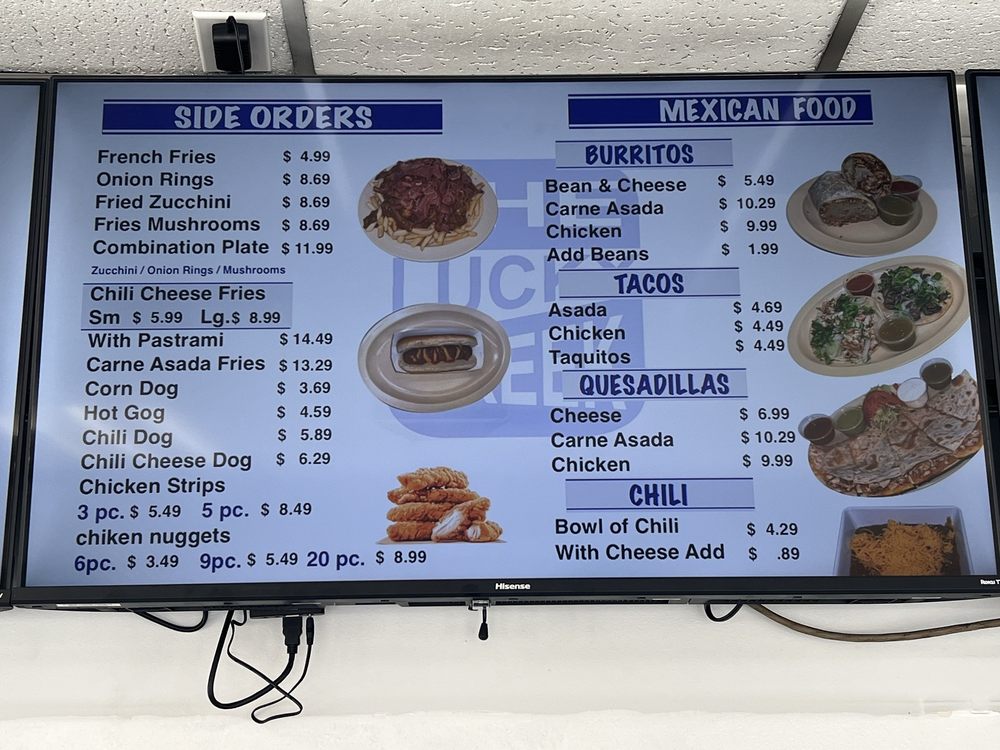 SIDE ORDERS
French Fries $ 4.99
Onion Rings $ 8.69
Fried Zucchini $ 8.69
Fries Mushrooms $ 8.69
Combination Plate $ 11.99
Zucchini / Onion Rings / Mushrooms
Chili Cheese Fries
Sm $ 5.99 Lg.$ 8.99
With Pastrami $ 14.49
Carne Asada Fries $ 13.29
Corn Dog $ 3.69
Hot Gog $ 4.59
Chili Dog $ 5.89
Chili Cheese Dog $ 6.29
Chicken Strips
3 pc. $ 5.49 5 pc. $ 8.49
chiken nuggets
6pc. $ 3.49 9pc. $ 5.49 20 pc. $ 8.99
MEXICAN FOOD
BURRITOS
Bean & Cheese $ 5.49
Carne Asada $ 10.29
Chicken $ 9.99
Add Beans $ 1.99
TACOS
Asada $ 4.69
Chicken $ 4.49
Taquitos $ 4.49
QUESADILLAS
Cheese $ 6.99
Carne Asada $ 10.29
Chicken $ 9.99
CHILI
Bowl of Chili $ 4.29
With Cheese Add $ .89
THE
LUCKY
GREEK
Hisense